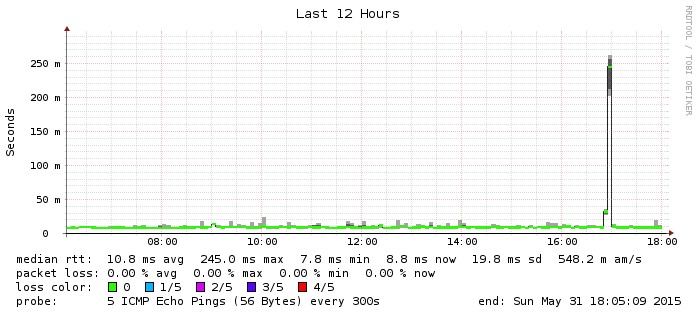 Last 12 Hours
RRDTOOL / TOBI OETIKER
Seconds
250 m
200 m
150 m
100 m
50 m
0
08:00 10:00 12:00 14:00 16:00 18:00
median rtt: 10.8 ms avg 245.0 ms max 7.8 ms min 8.8 ms now 19.8 ms sd 548.2 m am/s
packet loss: 0.00 % avg 0.00 % max 0.00 % min 0.00 % now
loss color: 0 1/5 2/5 3/5 4/5
probe: 5 ICMP Echo Pings (56 Bytes) every 300s end: Sun May 31 18:05:09 2015